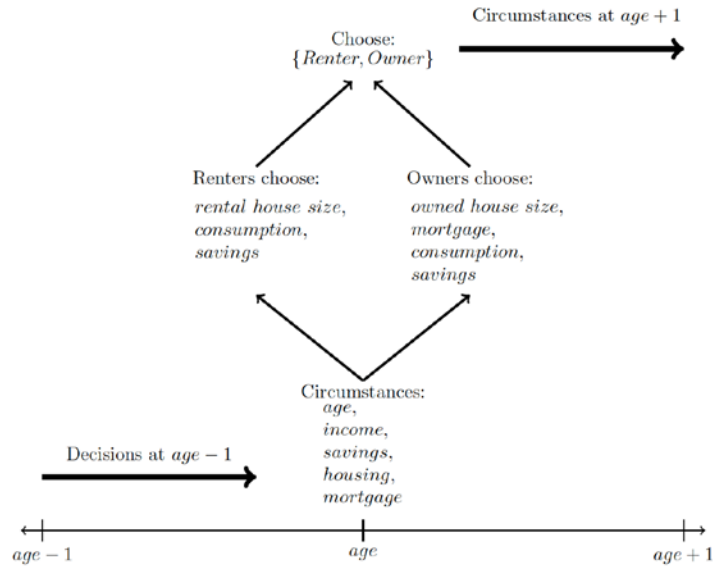 Circumstances at age + 1
Choose:
{Renter, Owner}
Renters choose:
rental house size,
consumption,
savings
Owners choose:
owned house size,
mortgage,
consumption,
savings
Circumstances:
age,
income,
savings,
housing,
mortgage
Decisions at age − 1
age − 1
age
age + 1